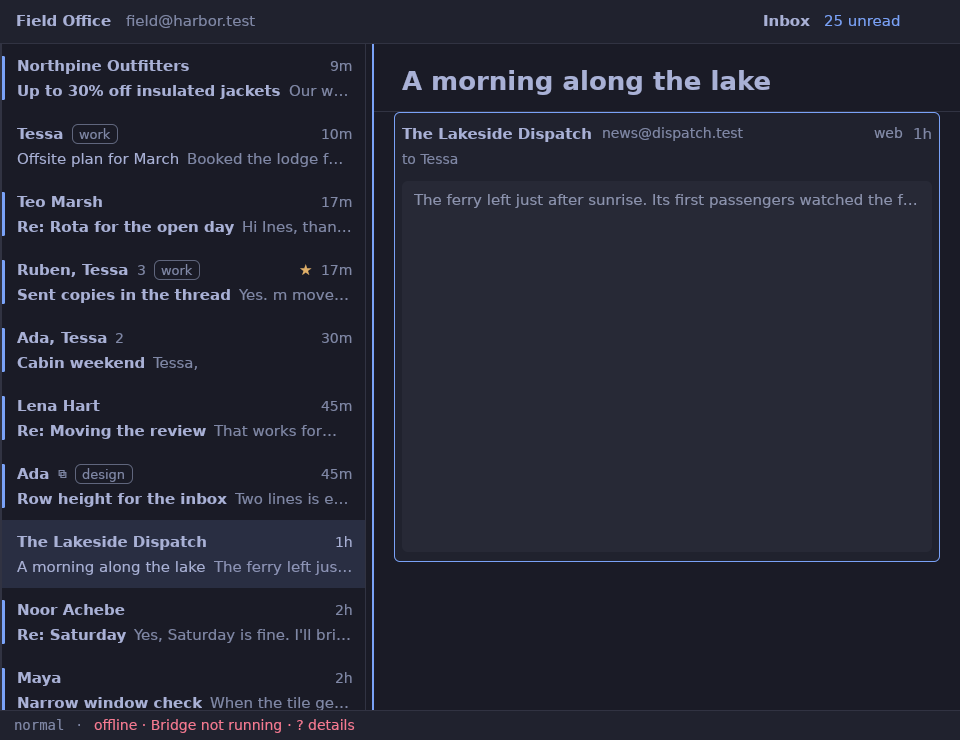 Field Office field@harbor.test Inbox 25 unread
Northpine Outfitters 9m
Up to 30% off insulated jackets Our w…
Tessa work 10m
Offsite plan for March Booked the lodge f…
Teo Marsh 17m
Re: Rota for the open day Hi Ines, than…
Ruben, Tessa 3 work ★ 17m
Sent copies in the thread Yes. m move…
Ada, Tessa 2 30m
Cabin weekend Tessa,
Lena Hart 45m
Re: Moving the review That works for…
Ada design 45m
Row height for the inbox Two lines is e…
The Lakeside Dispatch 1h
A morning along the lake The ferry left jus…
Noor Achebe 2h
Re: Saturday Yes, Saturday is fine. I'll bri…
Maya 2h
Narrow window check When the tile ge…
A morning along the lake
The Lakeside Dispatch news@dispatch.test web 1h
to Tessa
The ferry left just after sunrise. Its first passengers watched the f…
normal · offline · Bridge not running · ? details